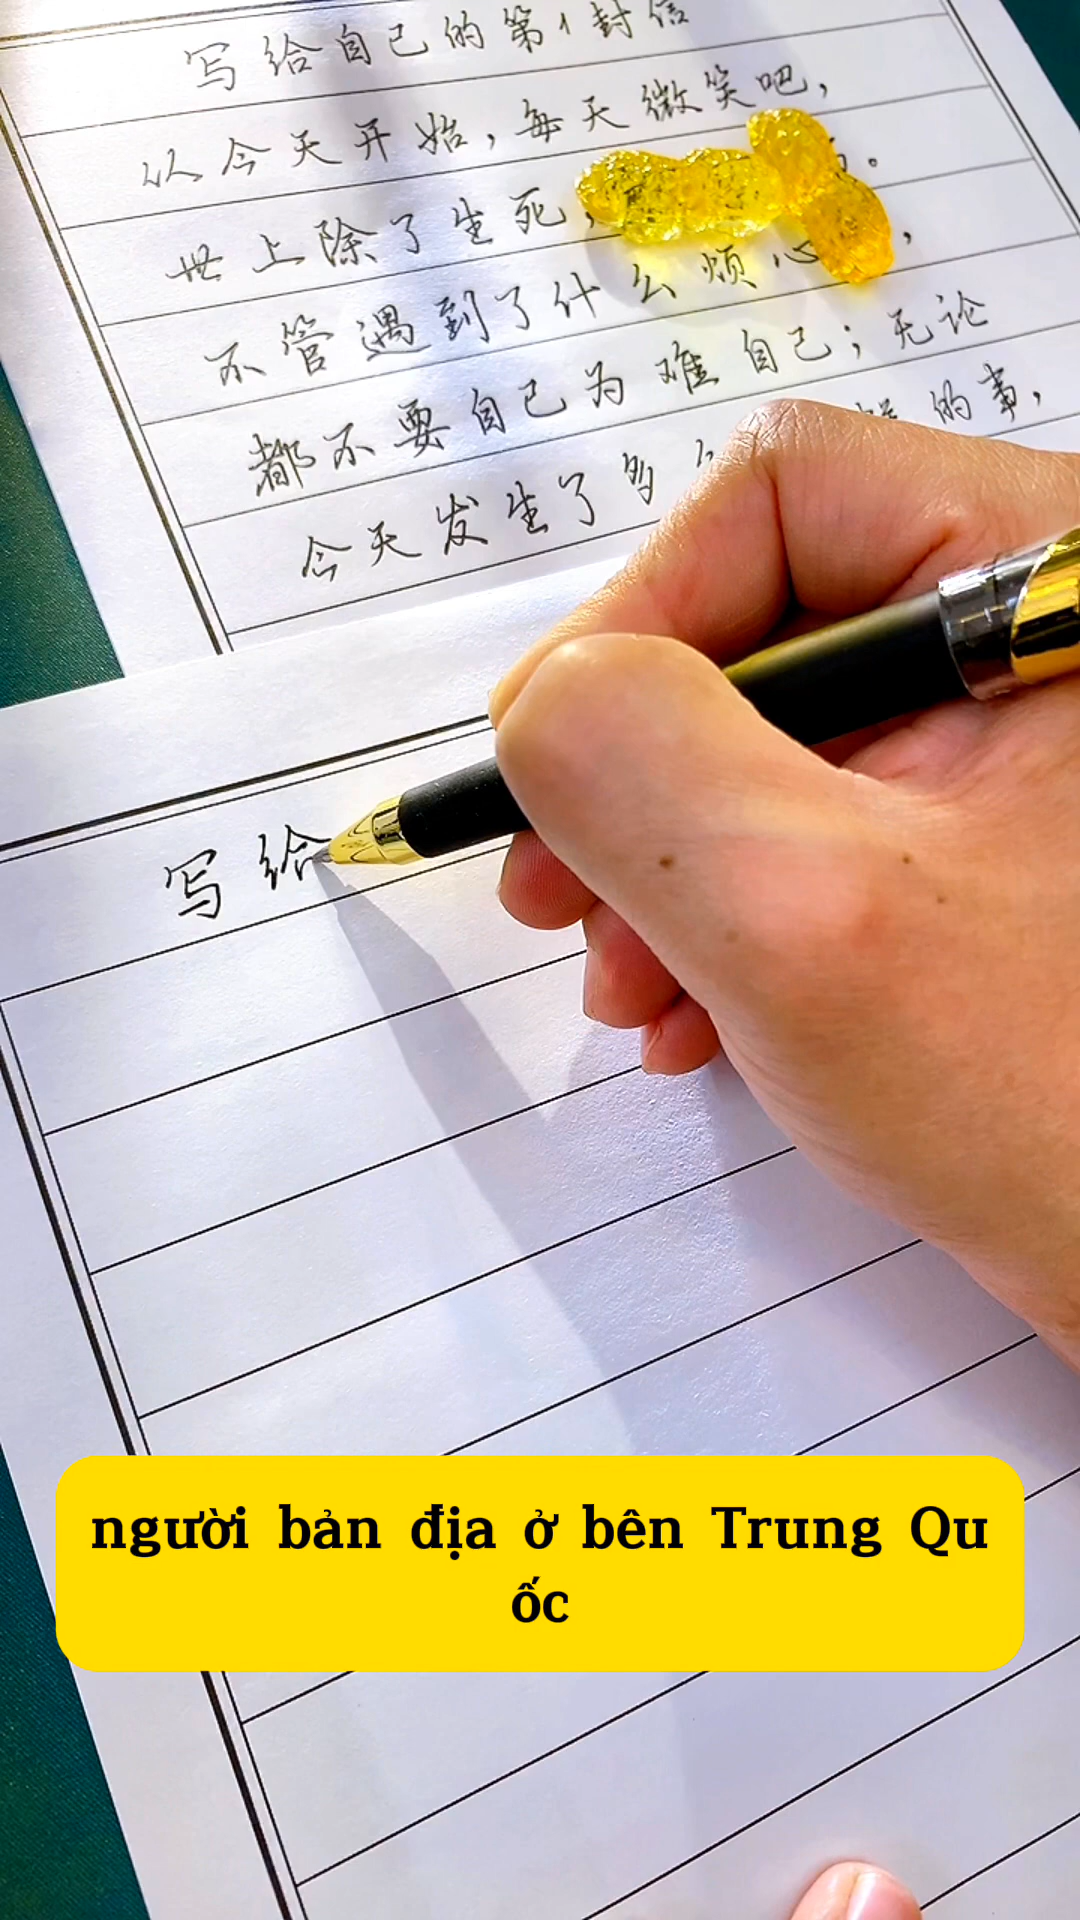 写给自己的第1封信
从今天开始,每天微笑吧,
世上除了生死,
不管遇到了什么烦心,
都不要自己为难自己;无论
今天发生了多 的事,
写给
người bản địa ở bên Trung Qu
ốc